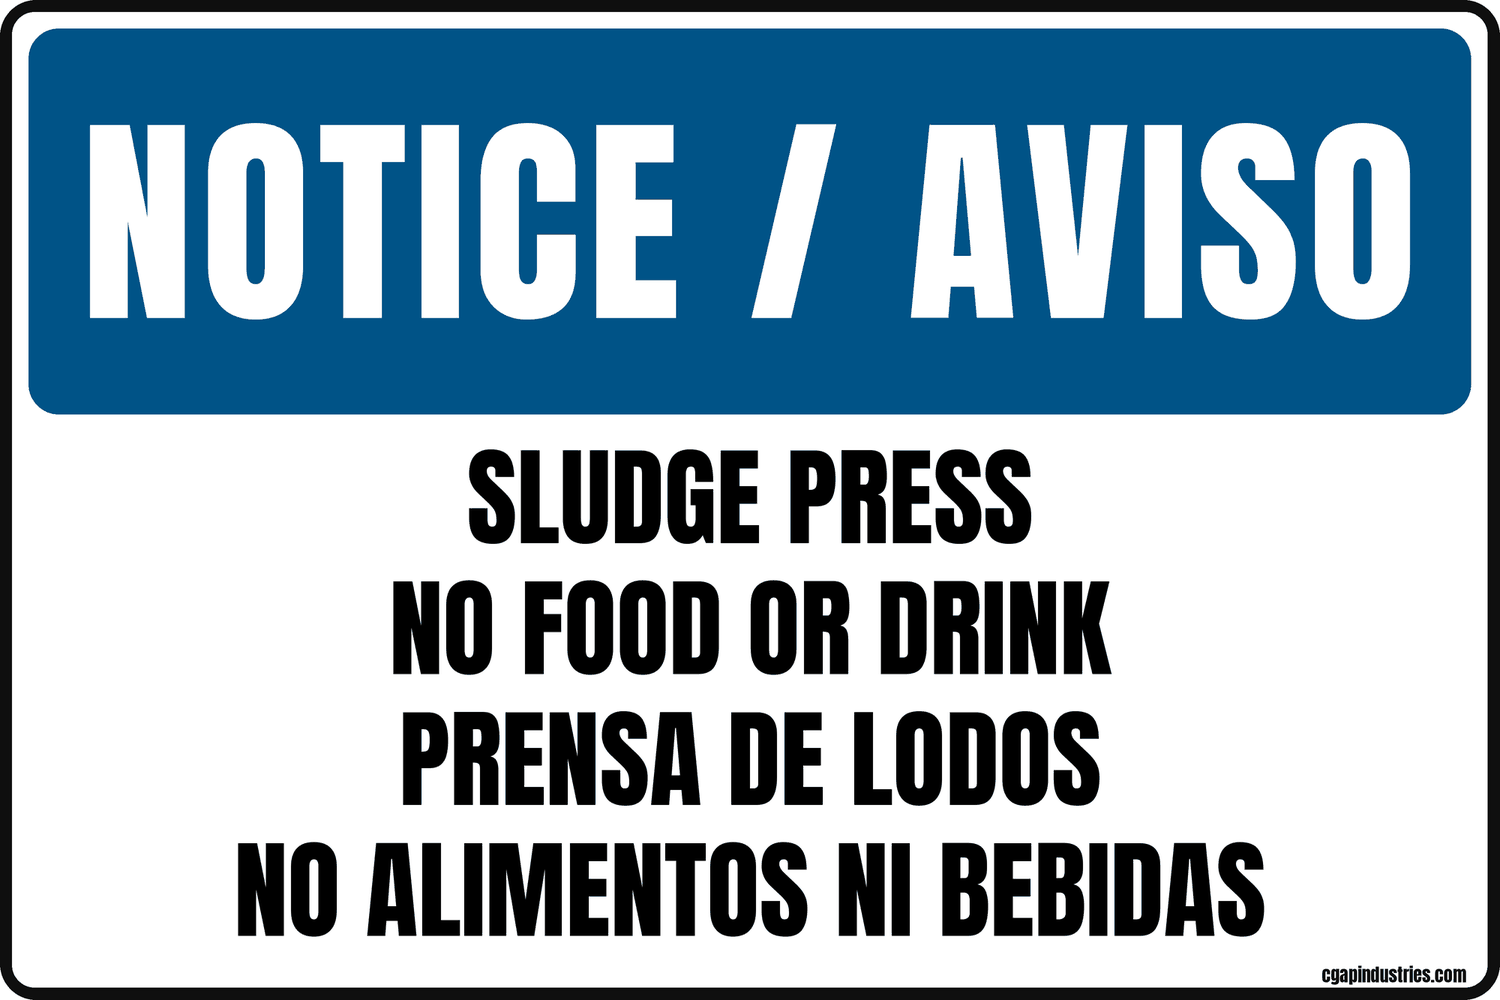 NOTICE / AVISO
SLUDGE PRESS
NO FOOD OR DRINK
PRENSA DE LODOS
NO ALIMENTOS NI BEBIDAS
cgapindustries.com